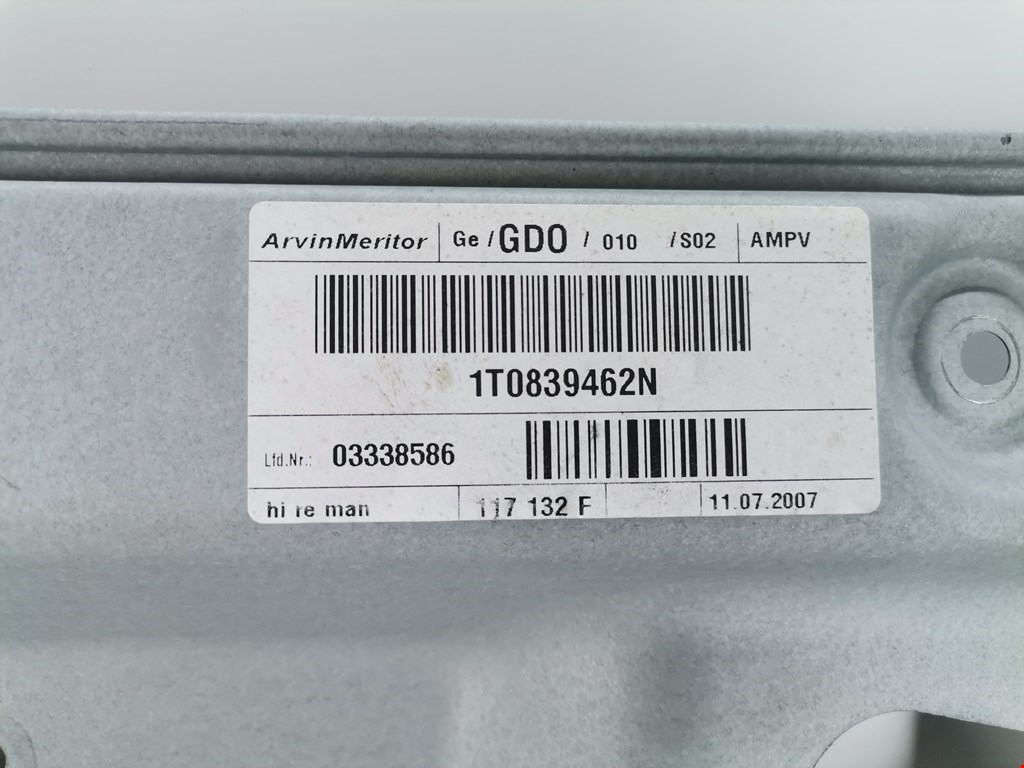 ArvinMeritor Ge / GDO / 010 / S02 AMPV
1T0839462N
Lfd.Nr.: 03338586
hi re man 117 132 F 11.07.2007